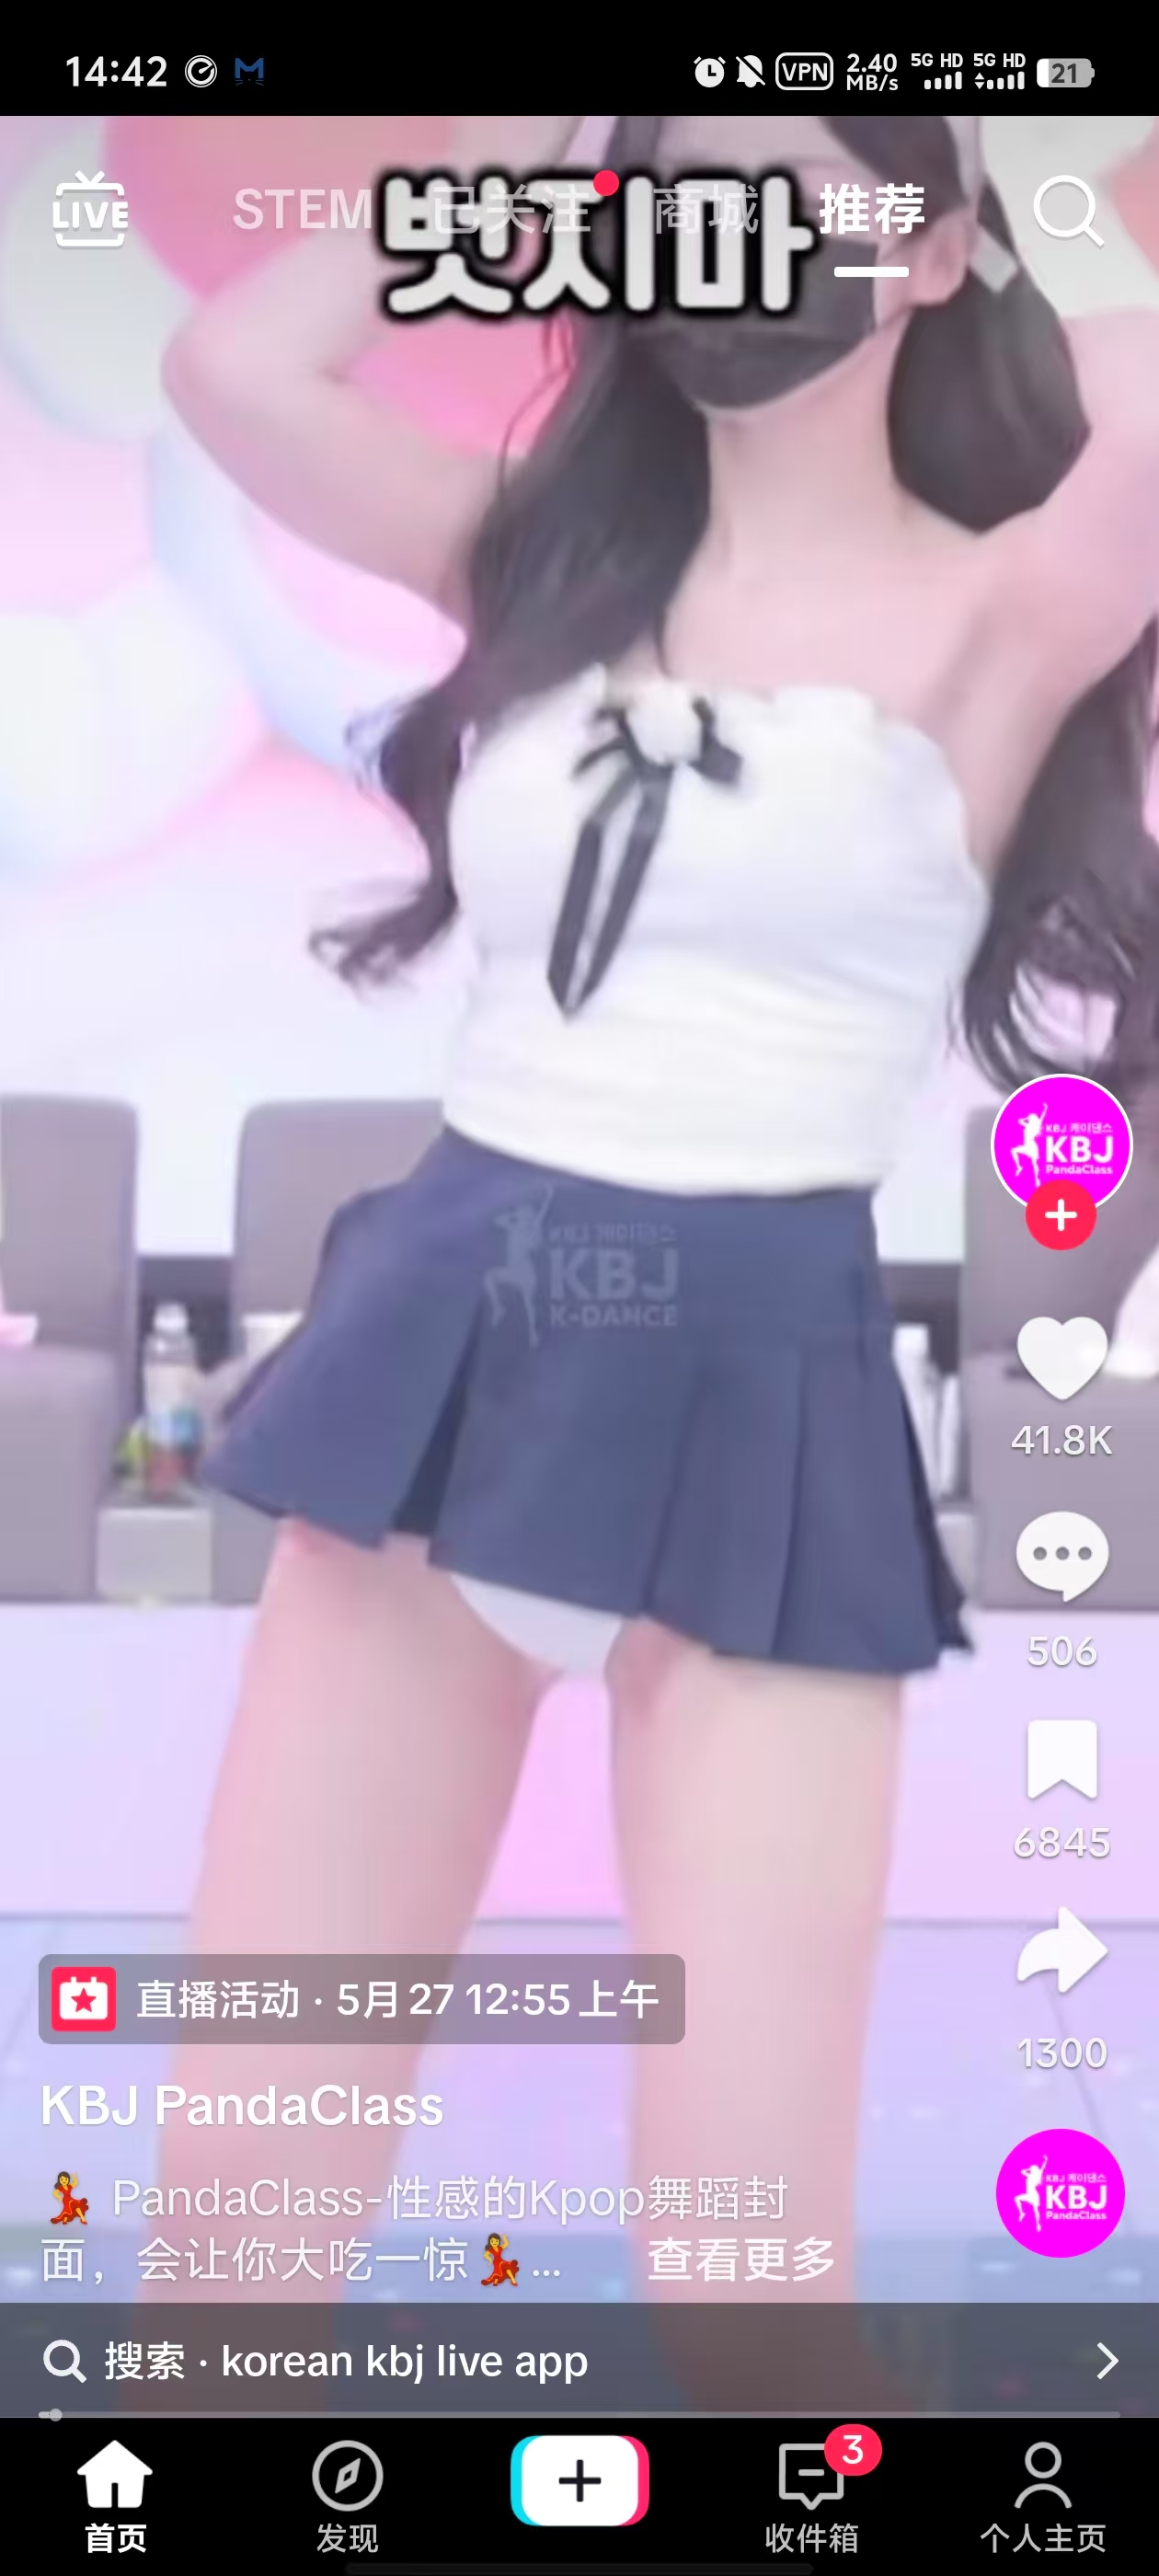 14:42
VPN
2.40
MB/s
5G HD
5G HD
21
LIVE
STEM
已关注
商城
推荐
벗지마
KBJ 케이댄스
KBJ
PandaClass
KBJ 케이댄스
KBJ
K-DANCE
41.8K
506
6845
1300
直播活动 · 5月 27 12:55 上午
KBJ PandaClass
💃 PandaClass-性感的Kpop舞蹈封
面，会让你大吃一惊💃... 查看更多
KBJ 케이댄스
KBJ
PandaClass
搜索 · korean kbj live app
首页
发现
3
收件箱
个人主页